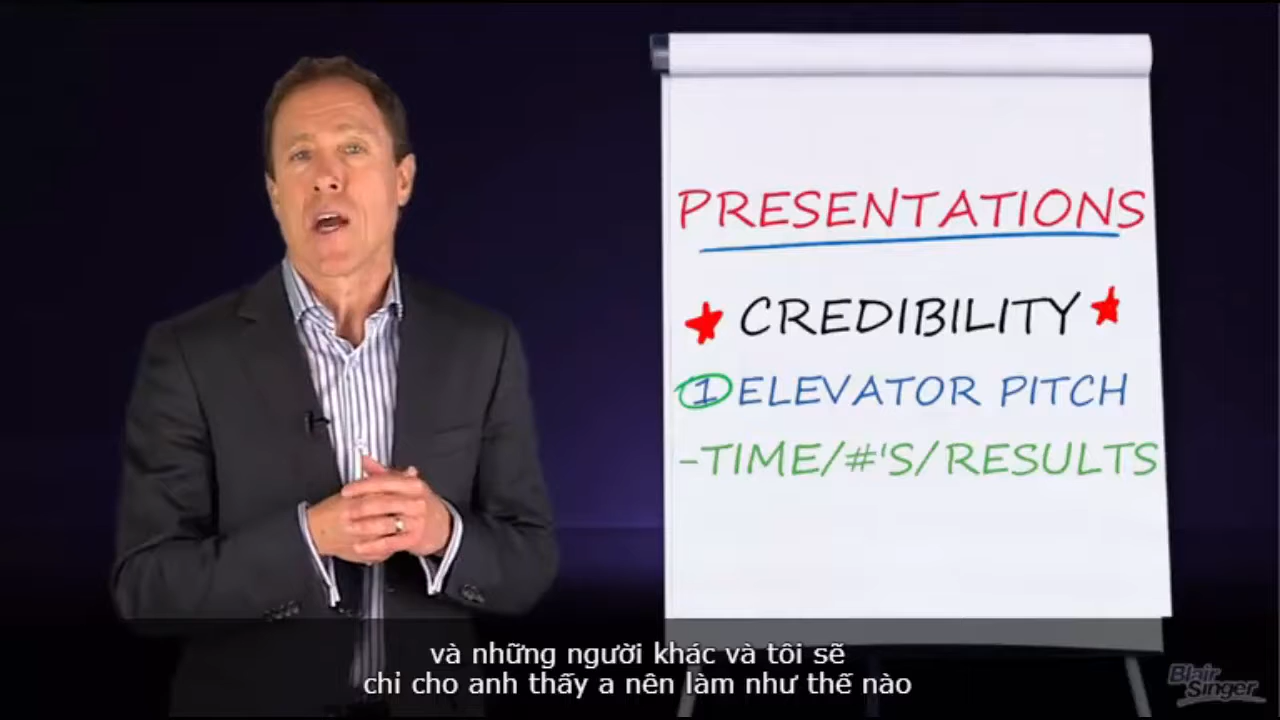 PRESENTATIONS
CREDIBILITY
1 ELEVATOR PITCH
-TIME/#'S/RESULTS
và những người khác và tôi sẽ
chỉ cho anh thấy a nên làm như thế nào
Blair
Singer